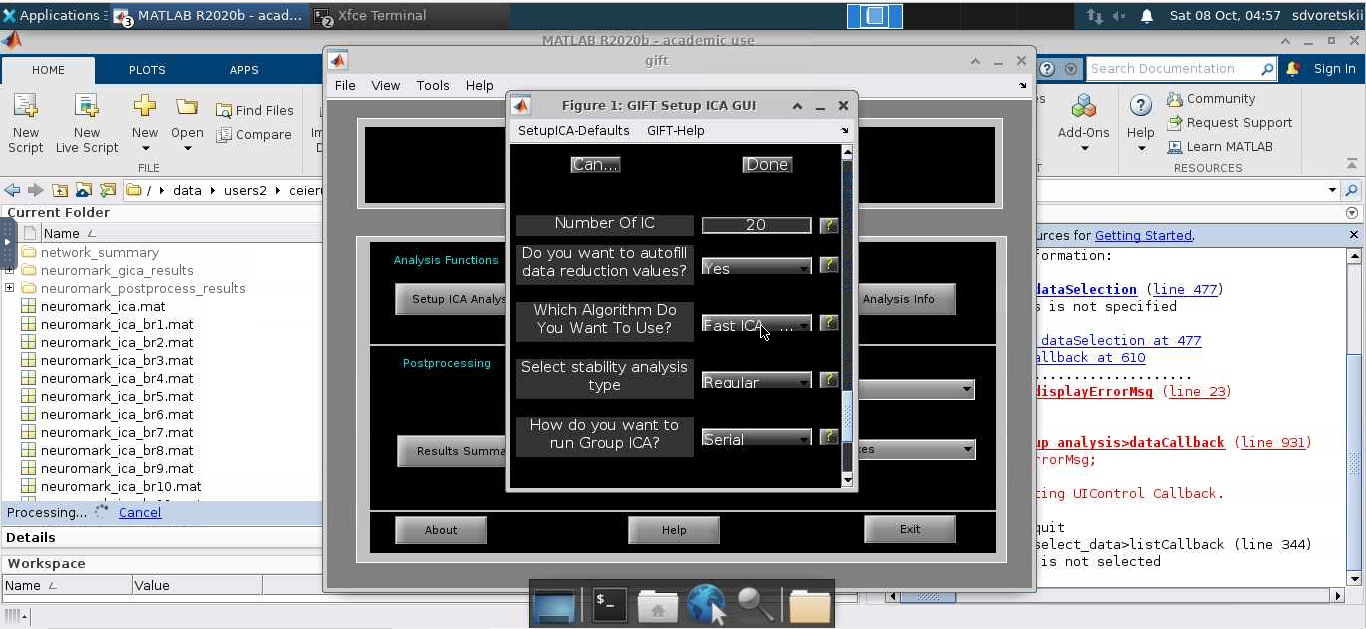 Applications
3
MATLAB R2020b - acad...
2
Xfce Terminal
Sat 08 Oct, 04:57
sdvoretskii
MATLAB R2020b - academic use
HOME
PLOTS
APPS
Search Documentation
Sign In
New Script
New Live Script
New
Open
Find Files
Compare
FILE
Add-Ons
Help
Community
Request Support
Learn MATLAB
RESOURCES
/ data users2 ceieru
Current Folder
Name
network_summary
neuromark_gica_results
neuromark_postprocess_results
neuromark_ica.mat
neuromark_ica_br1.mat
neuromark_ica_br2.mat
neuromark_ica_br3.mat
neuromark_ica_br4.mat
neuromark_ica_br5.mat
neuromark_ica_br6.mat
neuromark_ica_br7.mat
neuromark_ica_br8.mat
neuromark_ica_br9.mat
neuromark_ica_br10.mat
Processing...
Cancel
Details
Workspace
Name
Value
gift
File View Tools Help
Analysis Functions
Setup ICA Analys
Analysis Info
Postprocessing
Results Summa
es
About
Help
Exit
Figure 1: GIFT Setup ICA GUI
SetupICA-Defaults GIFT-Help
Can...
Done
Number Of IC
20
?
Do you want to autofill
data reduction values?
Yes
?
Which Algorithm Do
You Want To Use?
Fast ICA ...
?
Select stability analysis
type
Regular
?
How do you want to
run Group ICA?
Serial
?
urces for Getting Started.
formation:
dataSelection (line 477)
s is not specified
dataSelection at 477
allback at 610
....................
displayErrorMsg (line 23)
up_analysis>dataCallback (line 931)
rrorMsg;
ting UIControl Callback.
quit
select_data>listCallback (line 344)
is not selected